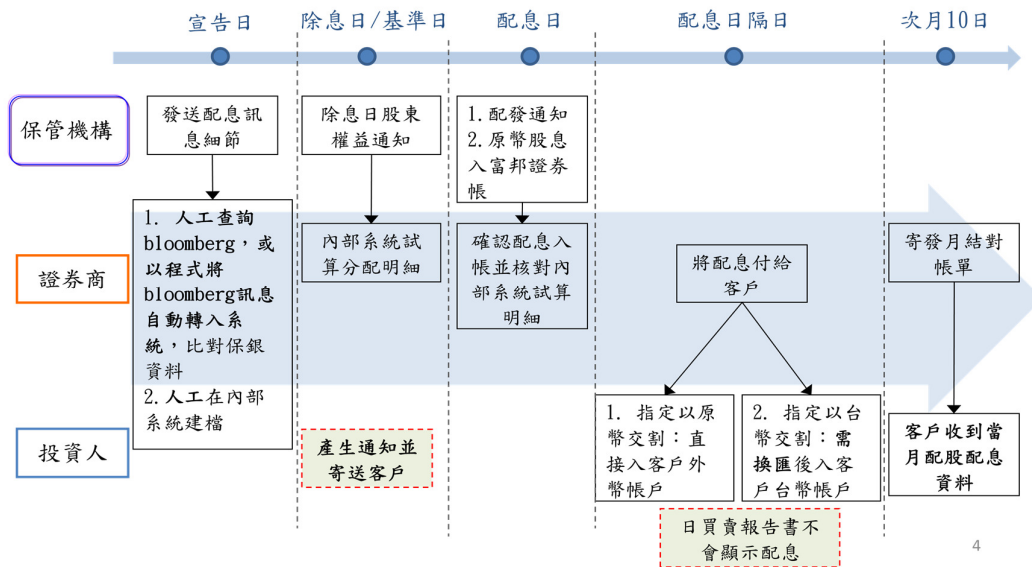 宣告日
除息日/基準日
配息日
配息日隔日
次月10日
保管機構
發送配息訊
息細節
除息日股東
權益通知
1.配發通知
2.原幣股息
入富邦證券
帳
證券商
1. 人工查詢
bloomberg，或
以程式將
bloomberg訊息
自動轉入系
統，比對保銀
資料
2.人工在內部
系統建檔
內部系統試
算分配明細
確認配息入
帳並核對內
部系統試算
明細
將配息付給
客戶
寄發月結對
帳單
投資人
產生通知並
寄送客戶
1. 指定以原
幣交割：直
接入客戶外
幣帳戶
2. 指定以台
幣交割：需
換匯後入客
戶台幣帳戶
客戶收到當
月配股配息
資料
日買賣報告書不
會顯示配息
4